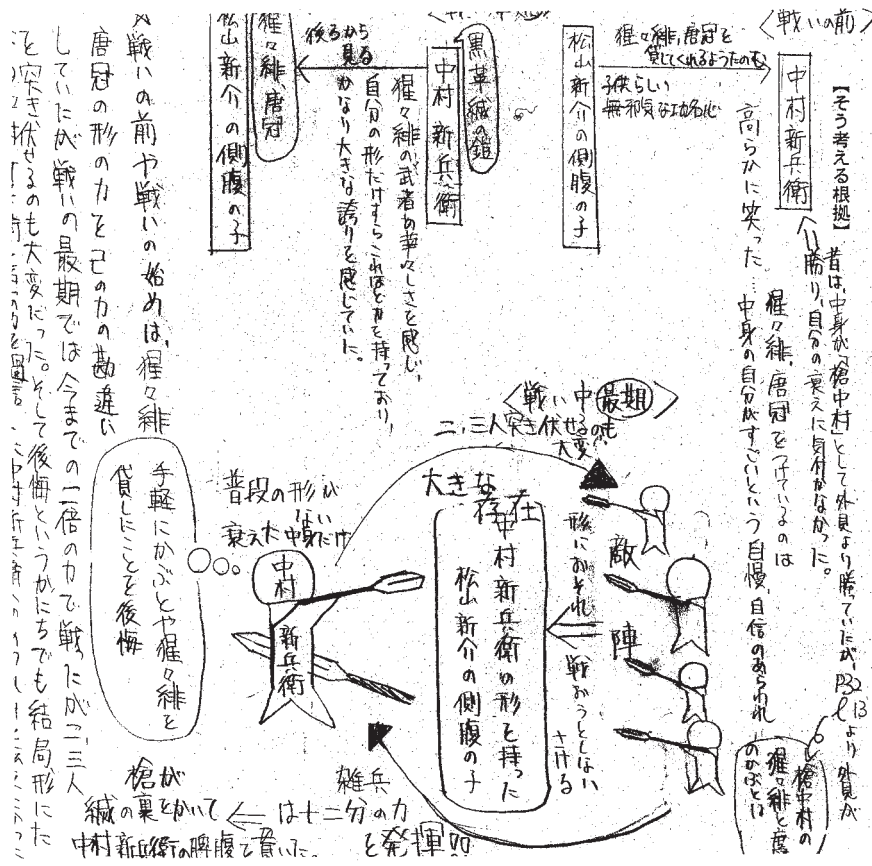 〈戦いの前〉
【そう考える根拠】
昔は、中身が「槍中村」として外見より勝っていたが、P32 l13より外見が
勝り、自分の衰えに気付かなかった。
中村新兵衛
猩々緋、唐冠をつけているのは
高らかに笑った…中身の自分がすごいという自慢、自信のあらわれ
槍中村の
猩々緋と唐
のかぶとは
猩々緋、唐冠を
貸してくれるようたのむ
子供らしい
無邪気な功名心
松山新介の側腹の子
黒革縅の鎧
中村新兵衛
後ろから
見る
猩々緋の武者の華々しさを感じ、
自分の形だけすらこれほど力を持っており、
かなり大きな誇りを感じていた。
猩々緋、唐冠
松山新介の側腹の子
〈戦い中最期〉
二、三人突き伏せるのも
大変
敵陣
形におそれ
戦おうとしない
さける
大きな
存在
中村新兵衛の形を持った
松山新介の側腹の子
普段の形が
ない
衰えた中身だけ
中村
新兵衛
手軽にかぶとや猩々緋を
貸したことを後悔
雑兵
は十二分の力
を発揮!!
槍が
縅の裏をかいて
中村新兵衛の脾腹を貫いた。
戦いの前や戦いの始めは、猩々緋
唐冠の形の力を己の力の勘違い
していたが戦いの最期では今までの二倍の力で戦ったが二、三人
を突き伏せるのも大変だった。そして後悔というかたちでも結局形にた